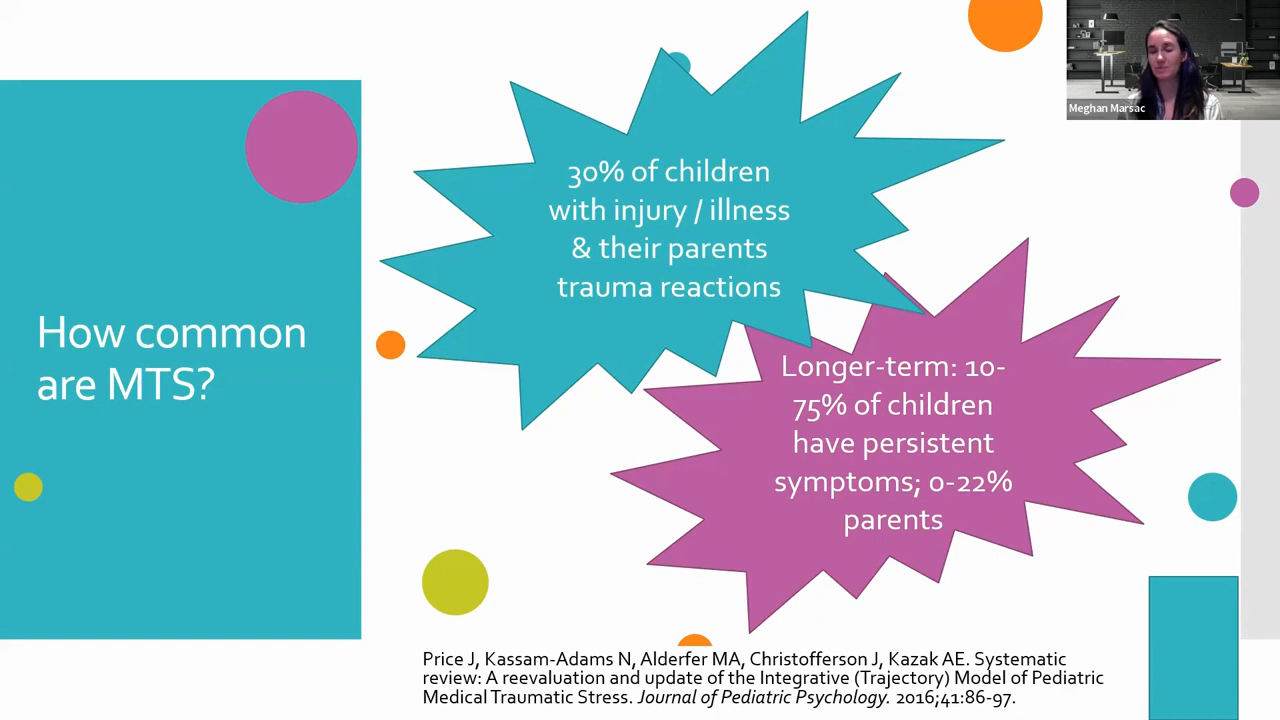 How common
are MTS?
30% of children
with injury / illness
& their parents
trauma reactions
Longer-term: 10-
75% of children
have persistent
symptoms; 0-22%
parents
Price J, Kassam-Adams N, Alderfer MA, Christofferson J, Kazak AE. Systematic
review: A reevaluation and update of the Integrative (Trajectory) Model of Pediatric
Medical Traumatic Stress. Journal of Pediatric Psychology. 2016;41:86-97.
Meghan Marsac